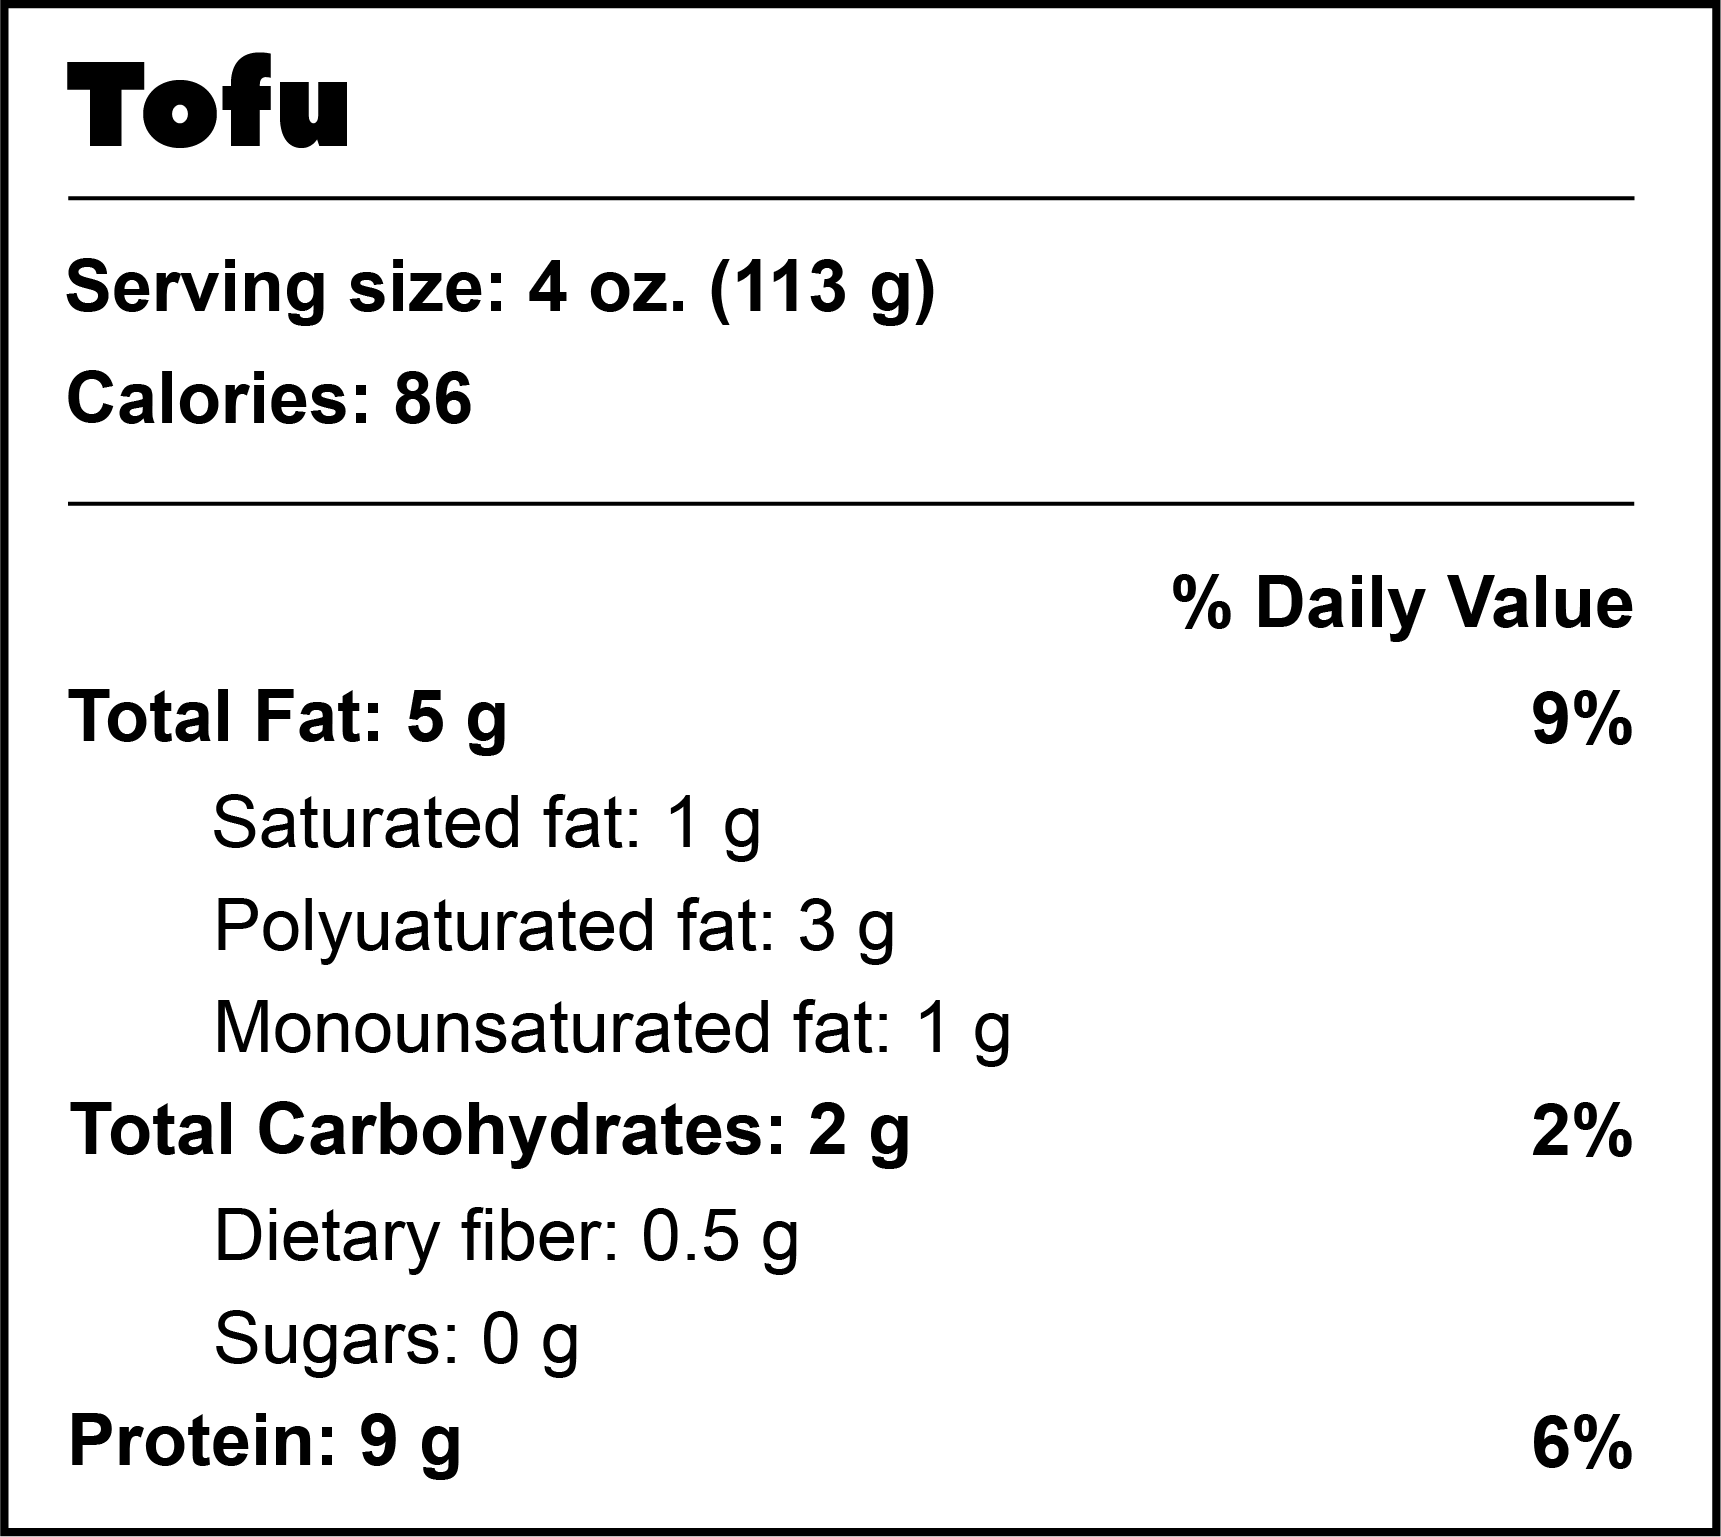 Tofu
Serving size: 4 oz. (113 g)
Calories: 86
% Daily Value
Total Fat: 5 g 9%
Saturated fat: 1 g
Polyuaturated fat: 3 g
Monounsaturated fat: 1 g
Total Carbohydrates: 2 g 2%
Dietary fiber: 0.5 g
Sugars: 0 g
Protein: 9 g 6%